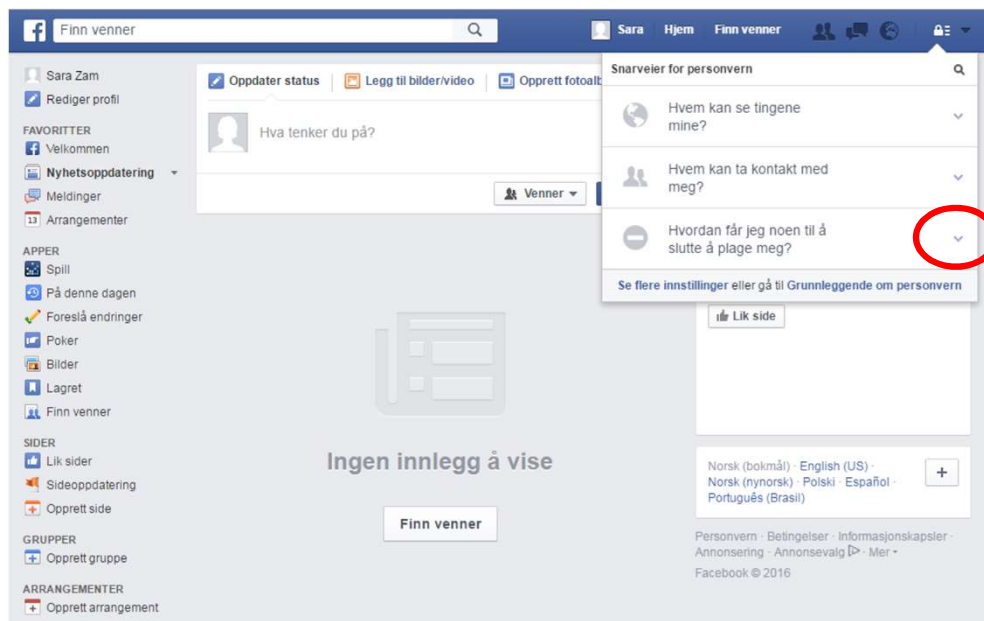 Finn venner
Sara Hjem Finn venner
Sara Zam
Rediger profil
FAVORITTER
Velkommen
Nyhetsoppdatering
Meldinger
13 Arrangementer
APPER
Spill
På denne dagen
Foreslå endringer
Poker
Bilder
Lagret
Finn venner
SIDER
Lik sider
Sideoppdatering
Opprett side
GRUPPER
Opprett gruppe
ARRANGEMENTER
Opprett arrangement
Oppdater status Legg til bilder/video Opprett fotoalb
Hva tenker du på?
Venner
Ingen innlegg å vise
Finn venner
Snarveier for personvern
Hvem kan se tingene
mine?
Hvem kan ta kontakt med
meg?
Hvordan får jeg noen til å
slutte å plage meg?
Se flere innstillinger eller gå til Grunnleggende om personvern
Lik side
Norsk (bokmål) · English (US) ·
Norsk (nynorsk) · Polski · Español ·
Português (Brasil)
+
Personvern · Betingelser · Informasjonskapsler ·
Annonsering · Annonsevalg · Mer
Facebook © 2016